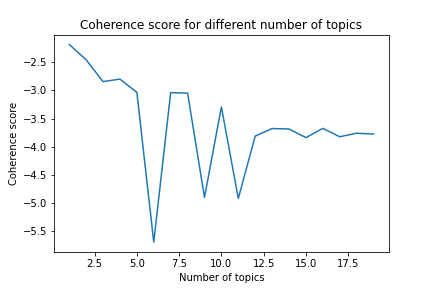 Coherence score for different number of topics
−2.5
−3.0
−3.5
−4.0
−4.5
−5.0
−5.5
Coherence score
2.5 5.0 7.5 10.0 12.5 15.0 17.5
Number of topics